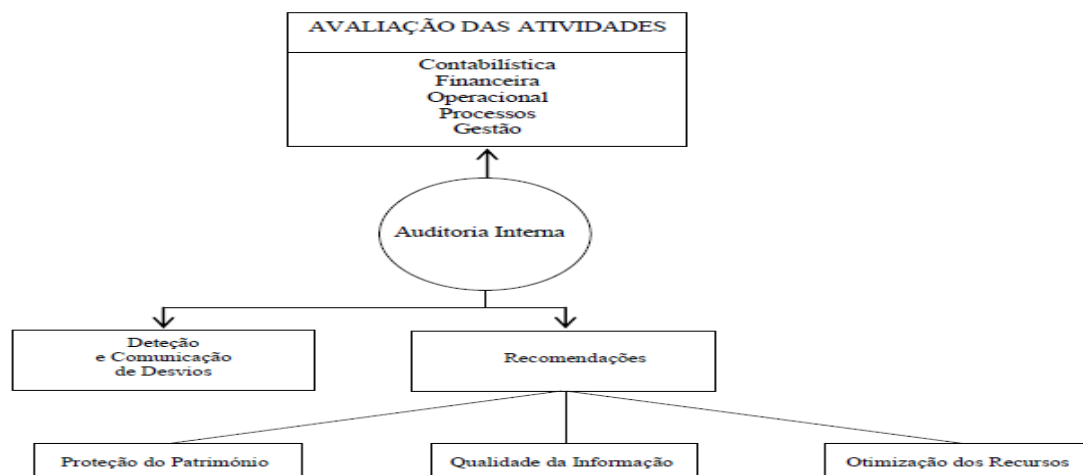 AVALIAÇÃO DAS ATIVIDADES
Contabilística
Financeira
Operacional
Processos
Gestão
Auditoria Interna
Deteção
e Comunicação
de Desvios
Recomendações
Proteção do Património
Qualidade da Informação
Otimização dos Recursos